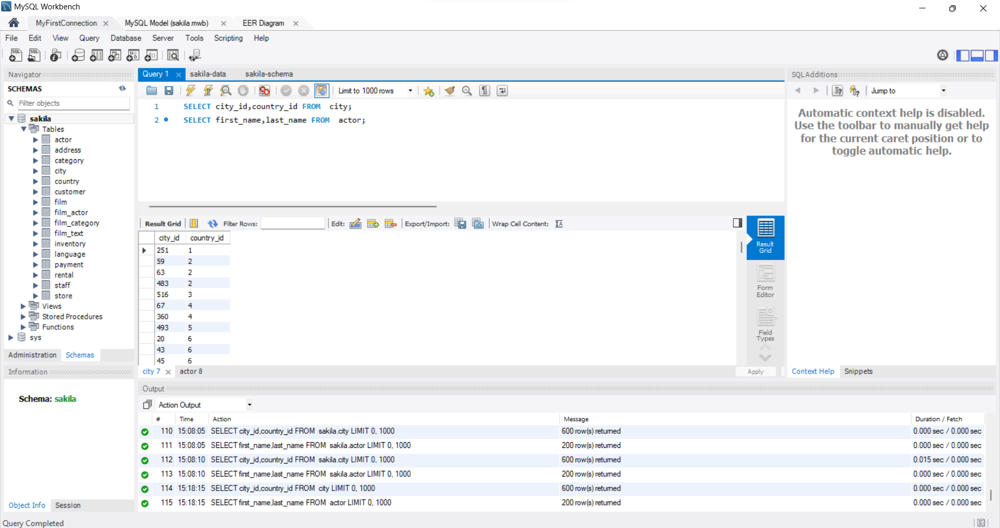 MySQL Workbench
MyFirstConnection MySQL Model (sakila.mwb) EER Diagram
File Edit View Query Database Server Tools Scripting Help
Navigator
SCHEMAS
Filter objects
sakila
Tables
actor
address
category
city
country
customer
film
film_actor
film_category
film_text
inventory
language
payment
rental
staff
store
Views
Stored Procedures
Functions
sys
Administration Schemas
Information
Schema: sakila
Object Info Session
Query 1 sakila-data sakila-schema
Limit to 1000 rows
1 SELECT city_id,country_id FROM  city;
2 SELECT first_name,last_name FROM  actor;
Result Grid Filter Rows: Edit: Export/Import: Wrap Cell Content:
city_id country_id
251 1
59 2
63 2
483 2
516 3
67 4
360 4
493 5
20 6
43 6
45 6
Result Grid
Form Editor
Field Types
city 7 actor 8
Apply
SQLAdditions
Jump to
Automatic context help is disabled.
Use the toolbar to manually get help
for the current caret position or to
toggle automatic help.
Context Help Snippets
Output
Action Output
# Time Action Message Duration / Fetch
110 15:08:05 SELECT city_id,country_id FROM  sakila.city LIMIT 0, 1000 600 row(s) returned 0.000 sec / 0.000 sec
111 15:08:05 SELECT first_name,last_name FROM  sakila.actor LIMIT 0, 1000 200 row(s) returned 0.000 sec / 0.000 sec
112 15:08:10 SELECT city_id,country_id FROM  sakila.city LIMIT 0, 1000 600 row(s) returned 0.015 sec / 0.000 sec
113 15:08:10 SELECT first_name,last_name FROM  sakila.actor LIMIT 0, 1000 200 row(s) returned 0.000 sec / 0.000 sec
114 15:18:15 SELECT city_id,country_id FROM  city LIMIT 0, 1000 600 row(s) returned 0.000 sec / 0.000 sec
115 15:18:15 SELECT first_name,last_name FROM  actor LIMIT 0, 1000 200 row(s) returned 0.000 sec / 0.000 sec
Query Completed